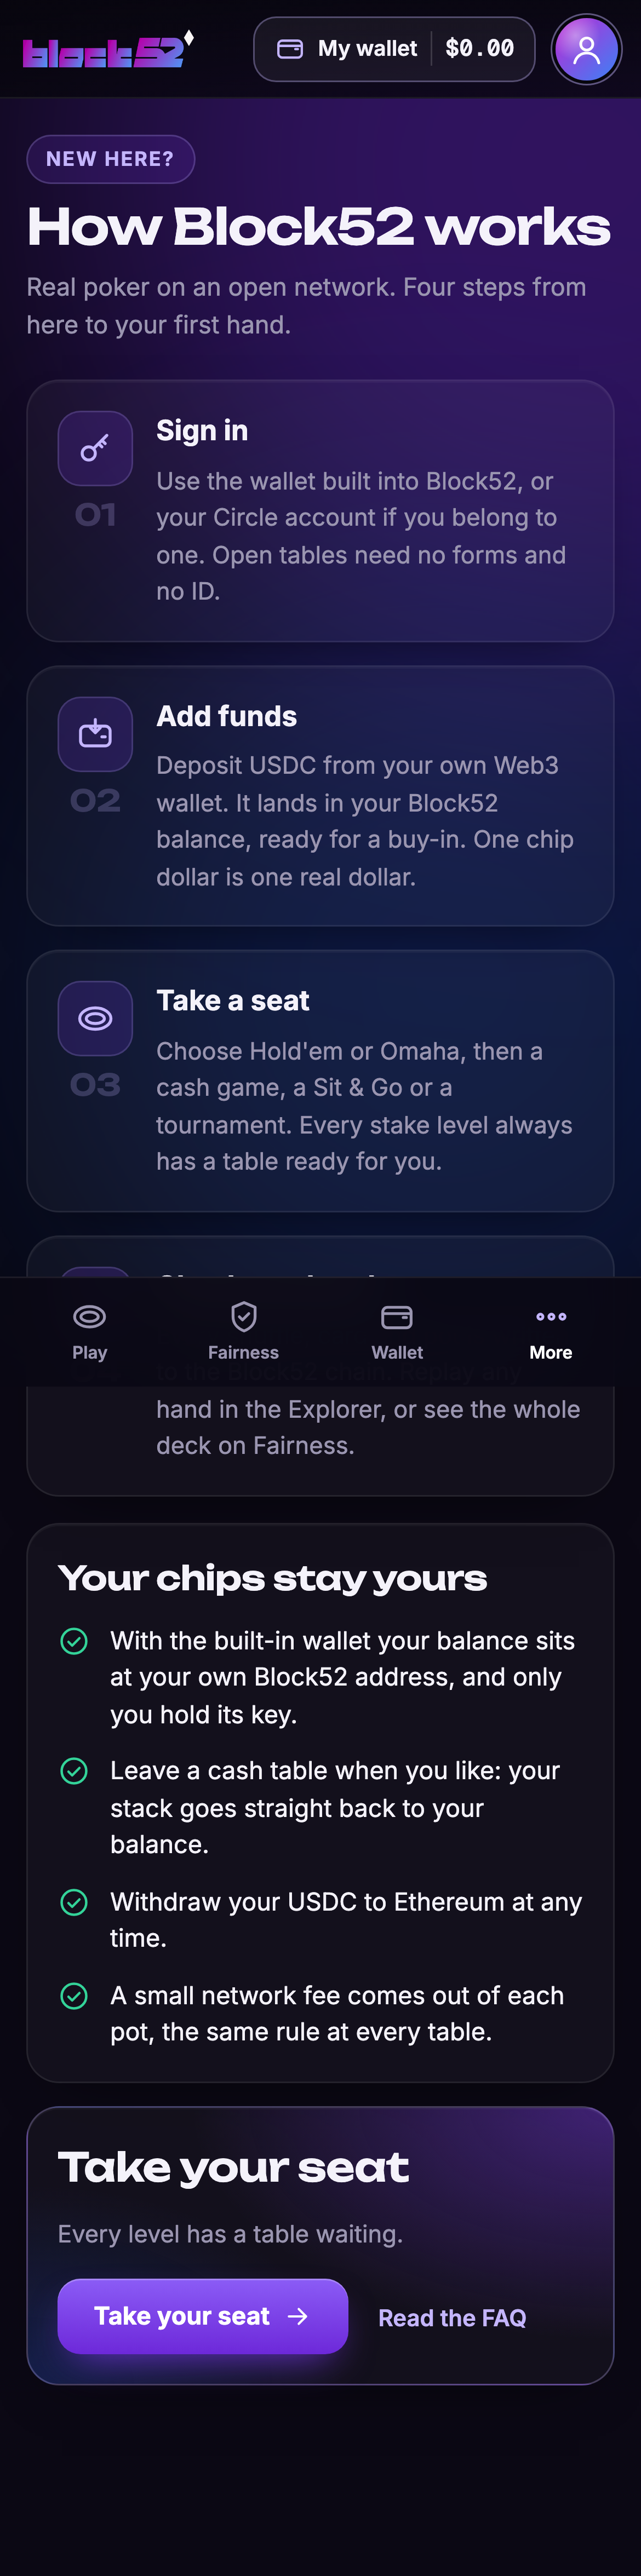 block52
My wallet
$0.00
NEW HERE?
How Block52 works
Real poker on an open network. Four steps from
here to your first hand.
01
Sign in
Use the wallet built into Block52, or
your Circle account if you belong to
one. Open tables need no forms and
no ID.
02
Add funds
Deposit USDC from your own Web3
wallet. It lands in your Block52
balance, ready for a buy-in. One chip
dollar is one real dollar.
03
Take a seat
Choose Hold'em or Omaha, then a
cash game, a Sit & Go or a
tournament. Every stake level always
has a table ready for you.
Play
Fairness
Wallet
More
to the Block52 chain. Replay any
hand in the Explorer, or see the whole
deck on Fairness.
Your chips stay yours
With the built-in wallet your balance sits
at your own Block52 address, and only
you hold its key.
Leave a cash table when you like: your
stack goes straight back to your
balance.
Withdraw your USDC to Ethereum at any
time.
A small network fee comes out of each
pot, the same rule at every table.
Take your seat
Every level has a table waiting.
Take your seat →
Read the FAQ